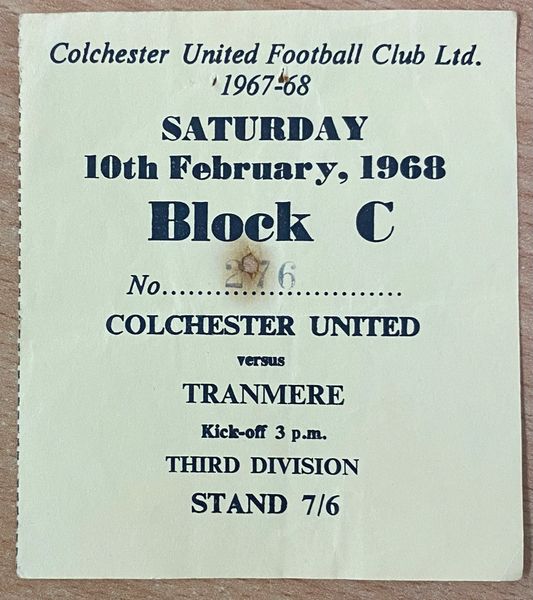 Colchester United Football Club Ltd.
1967-68
SATURDAY
10th February, 1968
Block C
No..............................
276
COLCHESTER UNITED
versus
TRANMERE
Kick-off 3 p.m.
THIRD DIVISION
STAND 7/6